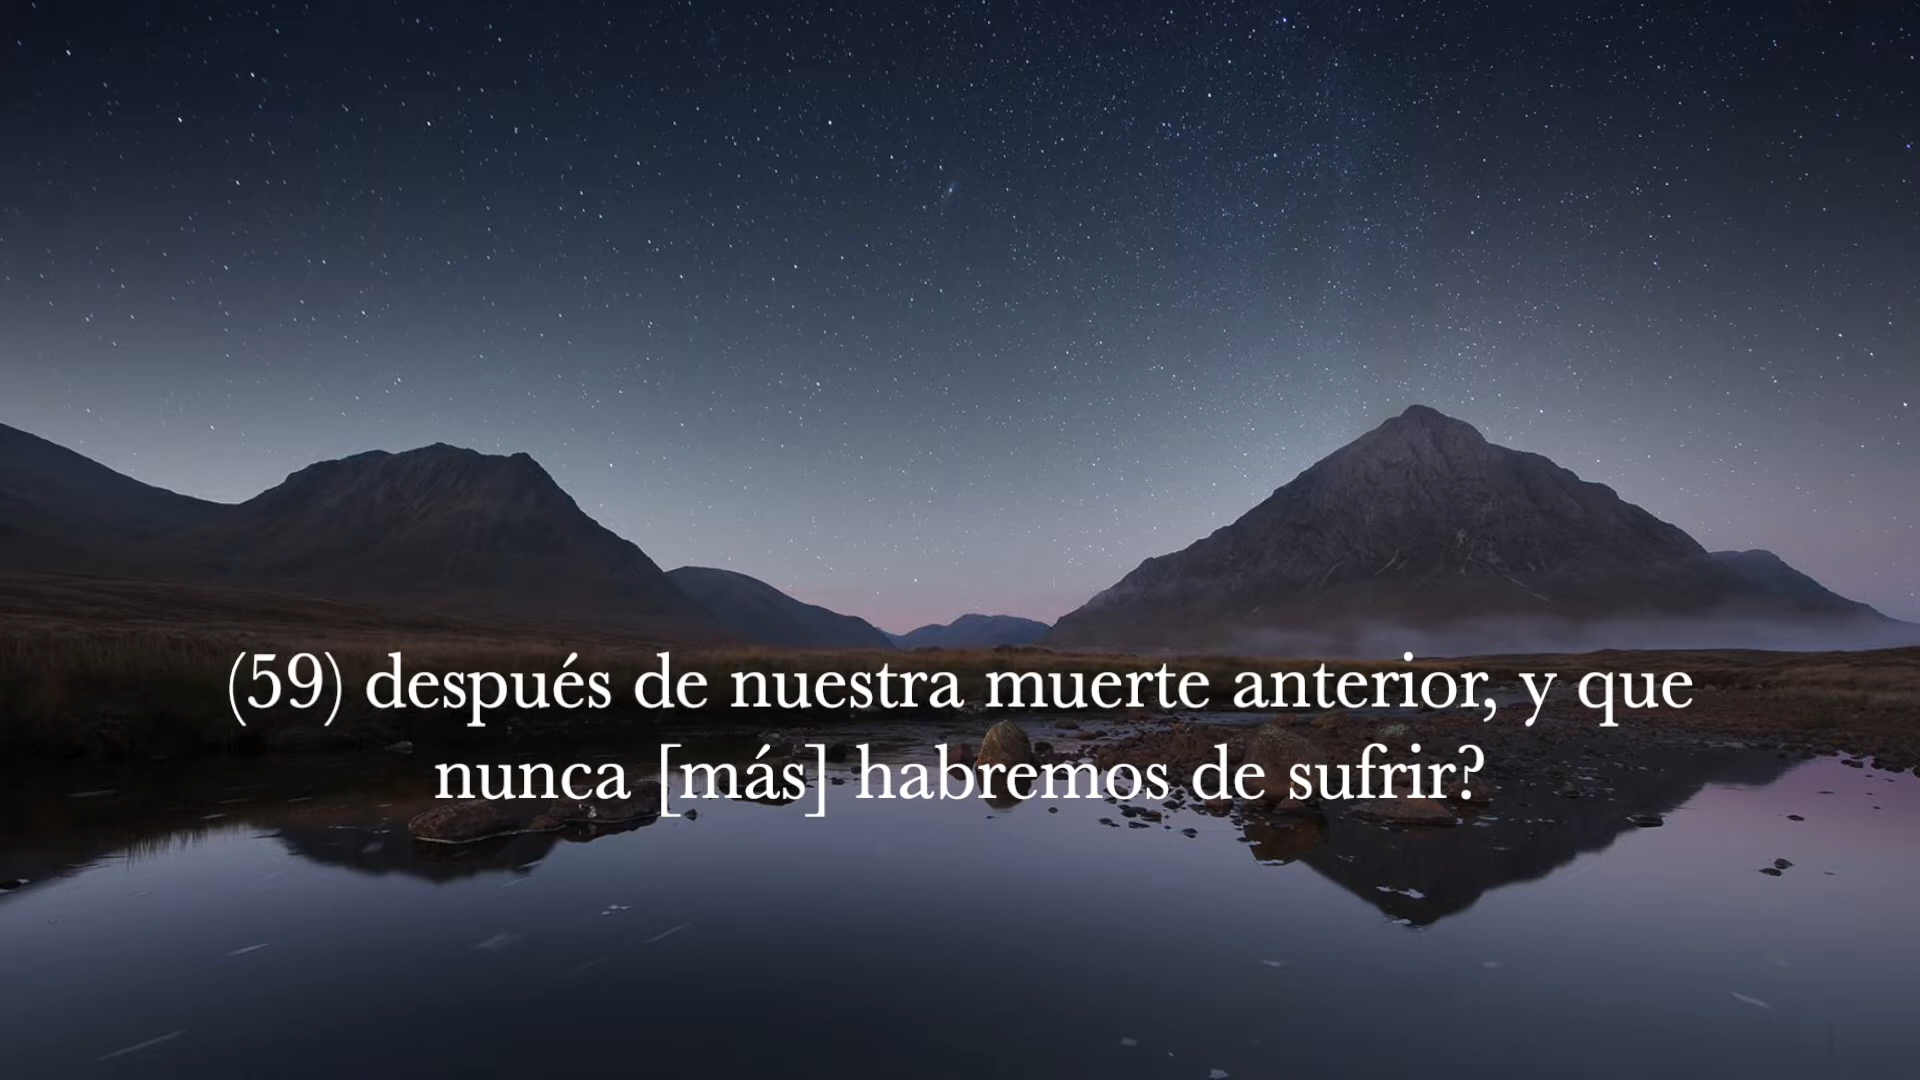 (59) después de nuestra muerte anterior, y que
nunca [más] habremos de sufrir?